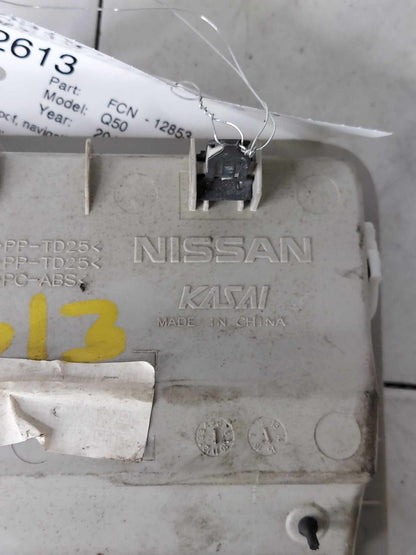 2613
Part: FCN - 12853
Model: Q50
Year: 20
>PP-TD25<
>PP-TD25<
>PC-ABS<
NISSAN
KASAI
MADE IN CHINA
613